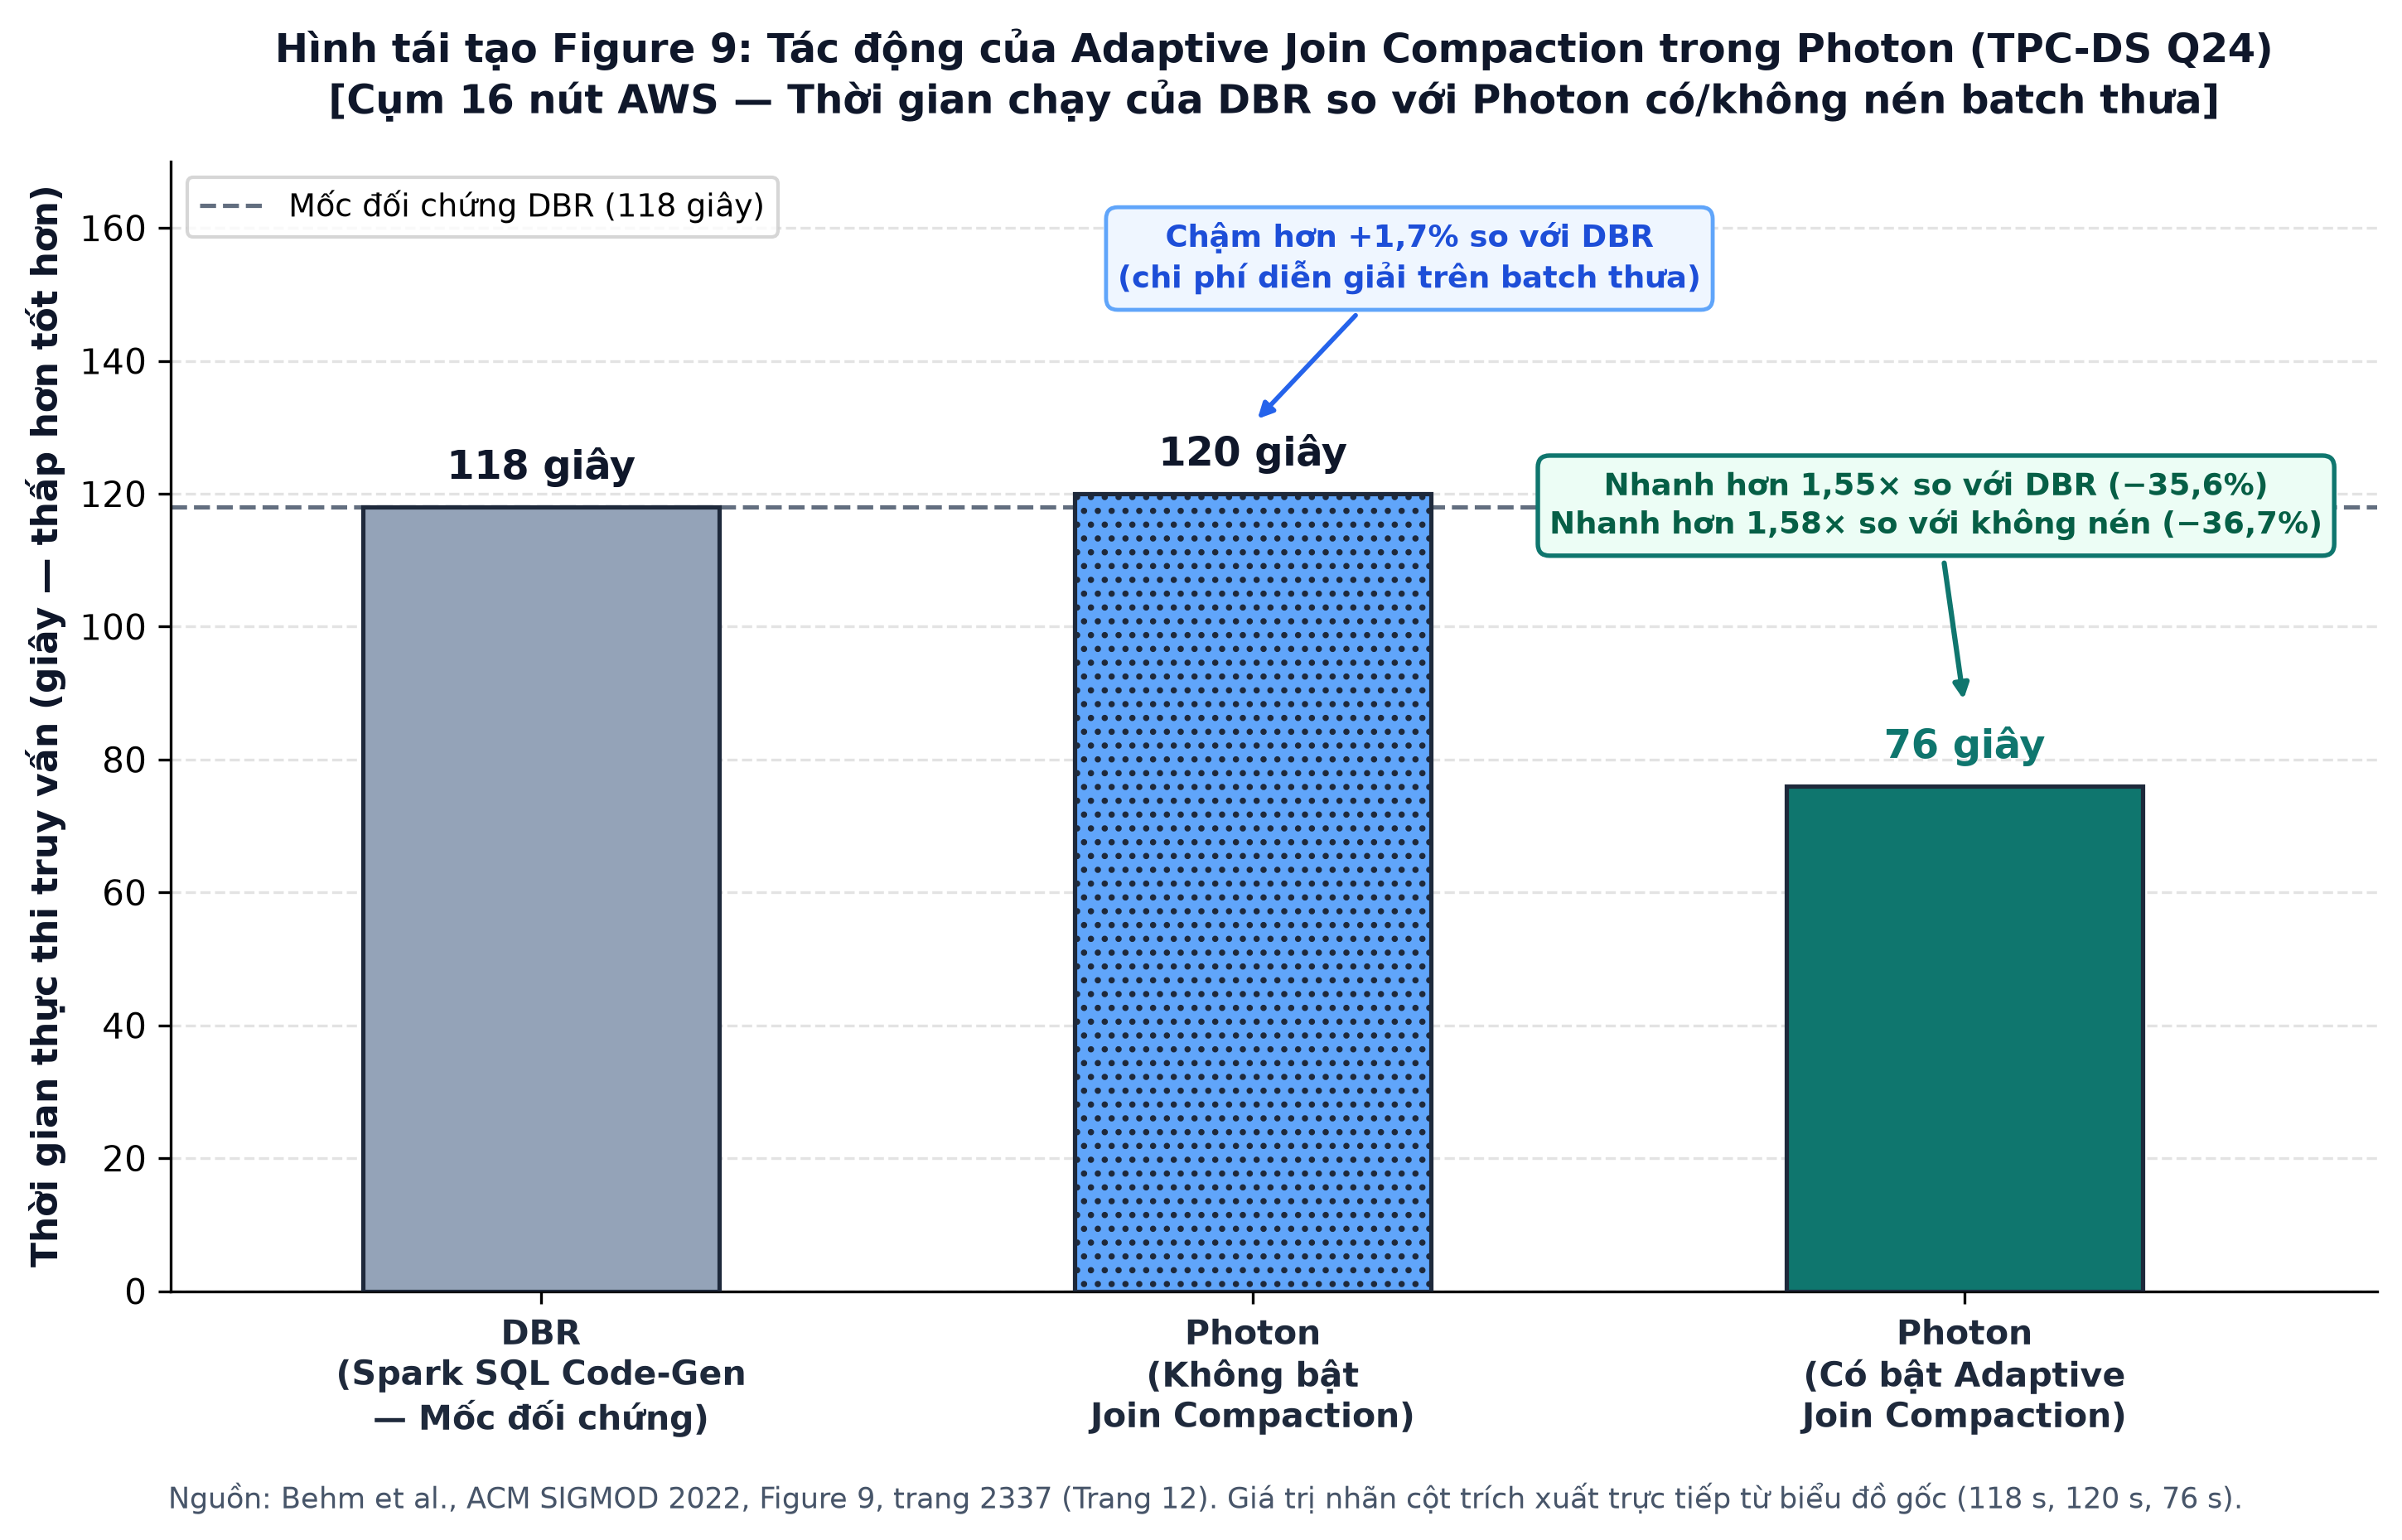 Hình tái tạo Figure 9: Tác động của Adaptive Join Compaction trong Photon (TPC-DS Q24)
[Cụm 16 nút AWS — Thời gian chạy của DBR so với Photon có/không nén batch thưa]
Thời gian thực thi truy vấn (giây — thấp hơn tốt hơn)
Mốc đối chứng DBR (118 giây)
160
140
120
100
80
60
40
20
0
Chậm hơn +1,7% so với DBR
(chi phí diễn giải trên batch thưa)
118 giây
120 giây
Nhanh hơn 1,55× so với DBR (−35,6%)
Nhanh hơn 1,58× so với không nén (−36,7%)
76 giây
DBR
(Spark SQL Code-Gen
— Mốc đối chứng)
Photon
(Không bật
Join Compaction)
Photon
(Có bật Adaptive
Join Compaction)
Nguồn: Behm et al., ACM SIGMOD 2022, Figure 9, trang 2337 (Trang 12). Giá trị nhãn cột trích xuất trực tiếp từ biểu đồ gốc (118 s, 120 s, 76 s).